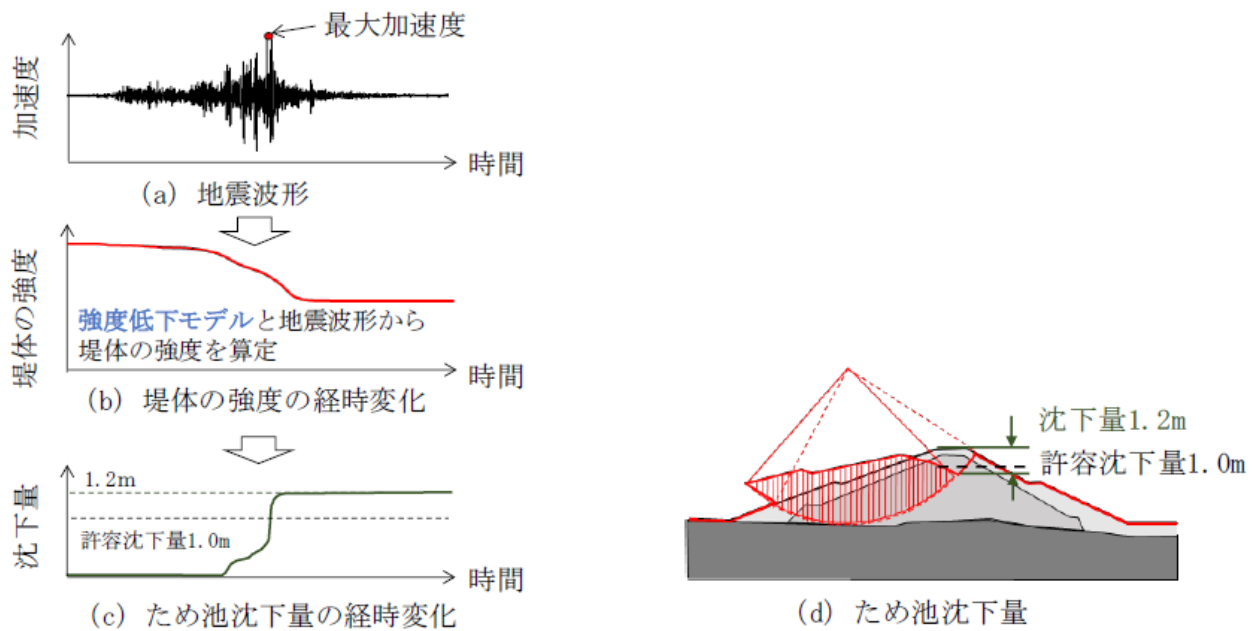 最大加速度
加速度
時間
(a) 地震波形
堤体の強度
強度低下モデルと地震波形から
堤体の強度を算定
時間
(b) 堤体の強度の経時変化
沈下量
1.2m
許容沈下量1.0m
時間
(c) ため池沈下量の経時変化
沈下量1.2m
許容沈下量1.0m
(d) ため池沈下量